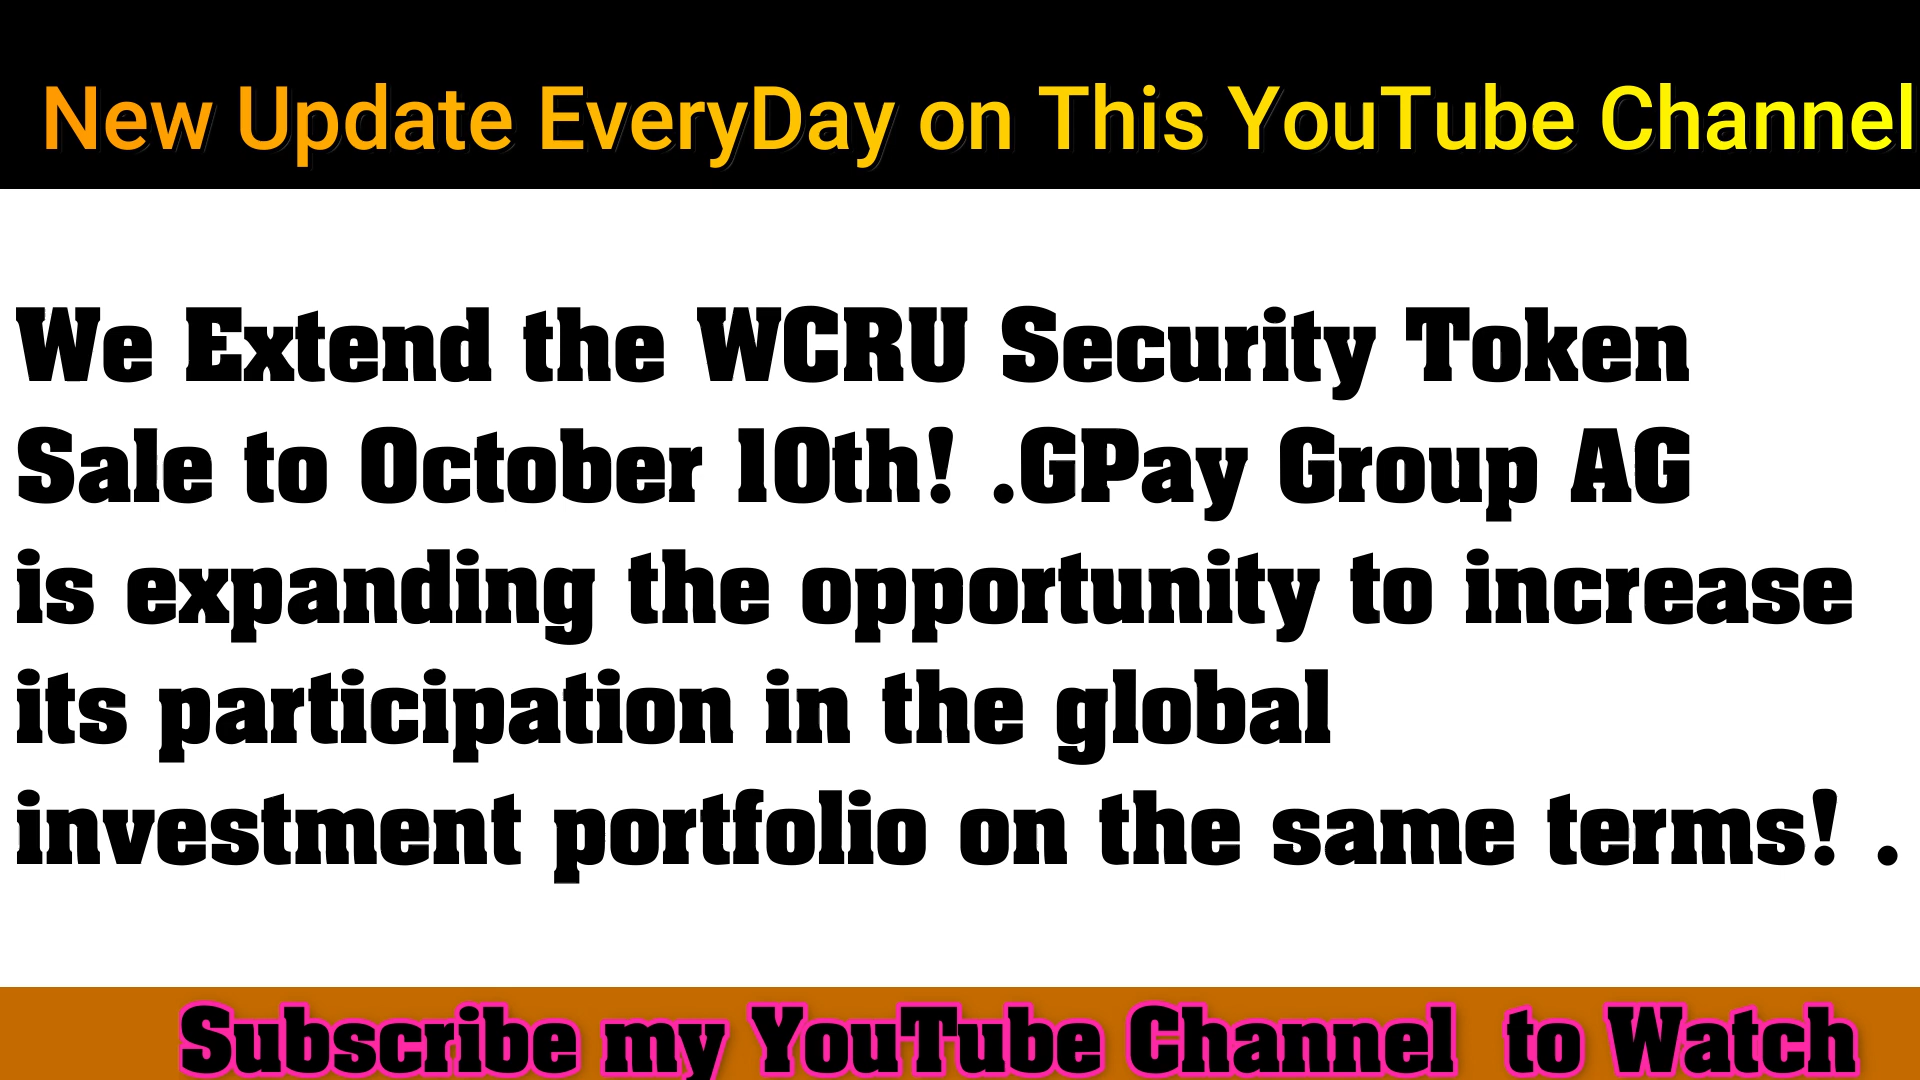 New Update EveryDay on This YouTube Channel
We Extend the WCRU Security Token
Sale to October 10th! .GPay Group AG
is expanding the opportunity to increase
its participation in the global
investment portfolio on the same terms! .
Subscribe my YouTube Channel to Watch